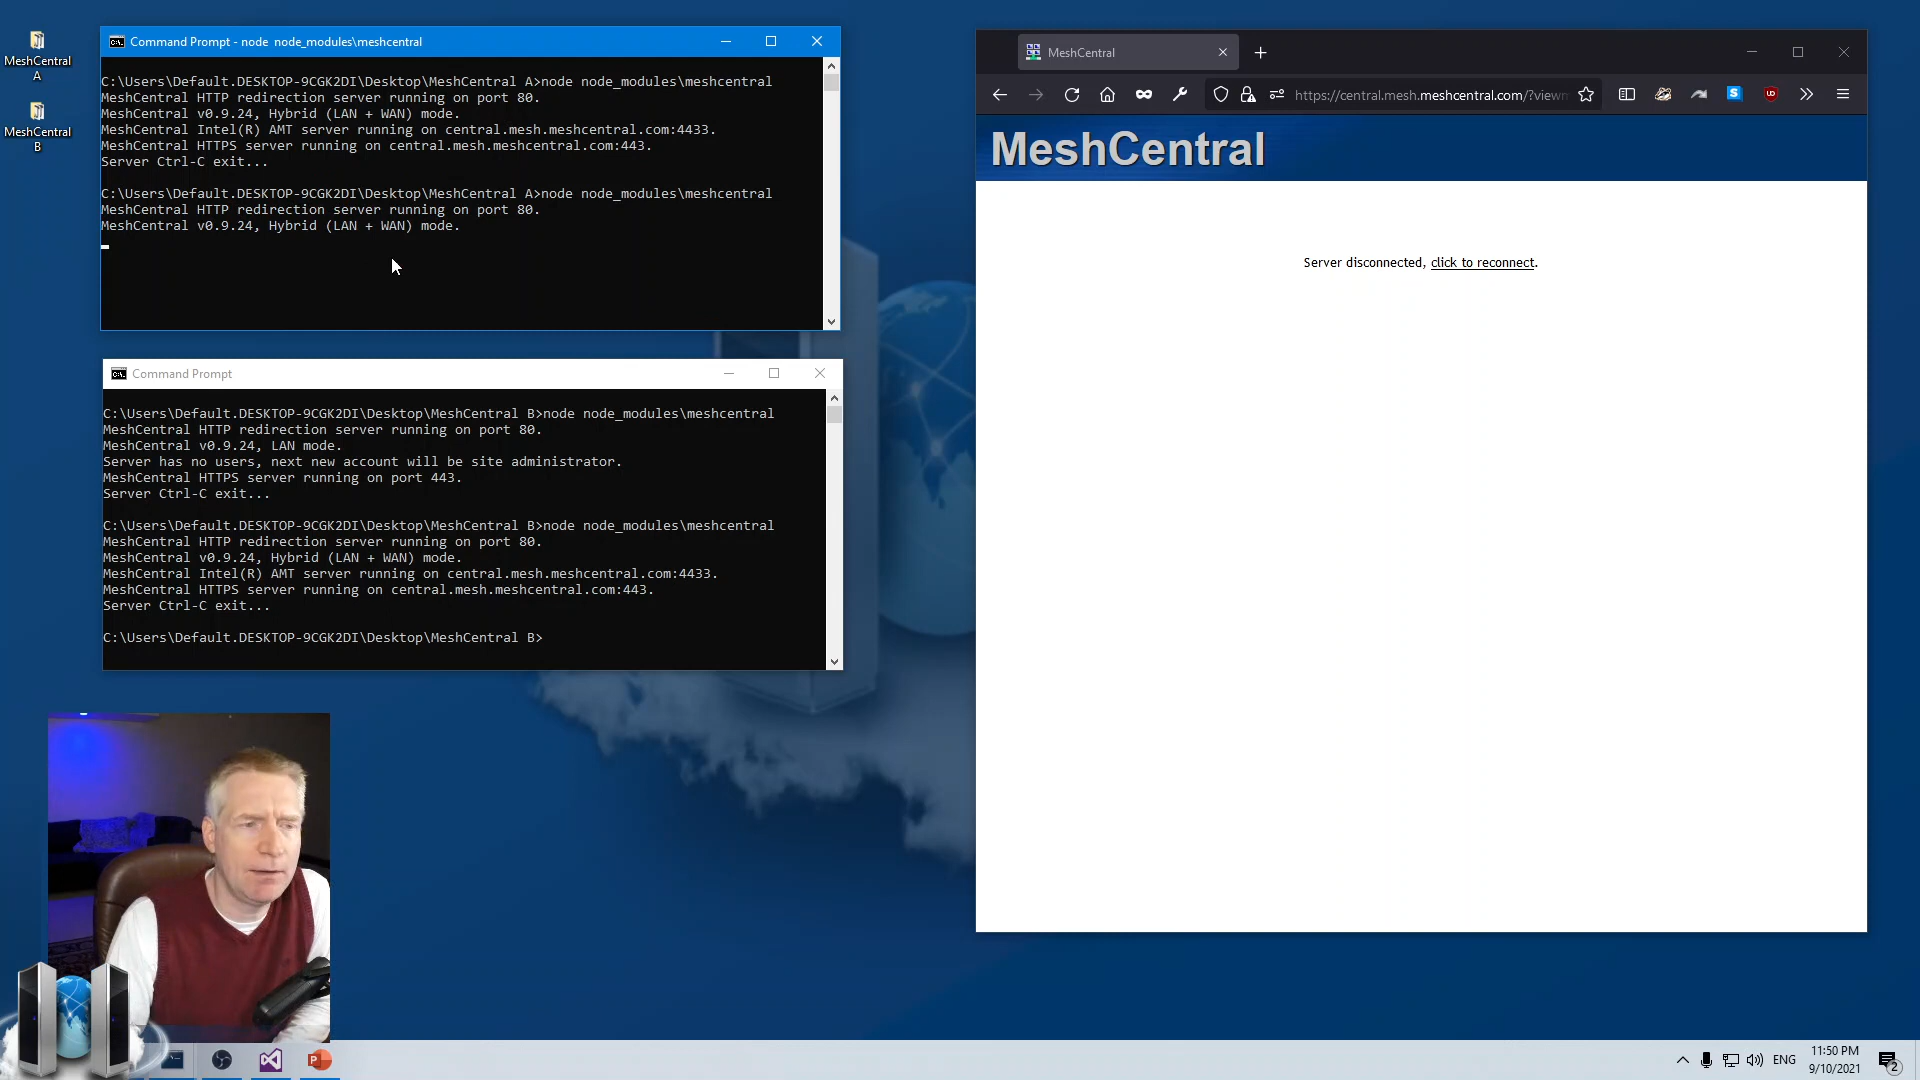 MeshCentral
A
MeshCentral
B
Command Prompt - node  node_modules\meshcentral
C:\Users\Default.DESKTOP-9CGK2DI\Desktop\MeshCentral A>node node_modules\meshcentral
MeshCentral HTTP redirection server running on port 80.
MeshCentral v0.9.24, Hybrid (LAN + WAN) mode.
MeshCentral Intel(R) AMT server running on central.mesh.meshcentral.com:4433.
MeshCentral HTTPS server running on central.mesh.meshcentral.com:443.
Server Ctrl-C exit...
C:\Users\Default.DESKTOP-9CGK2DI\Desktop\MeshCentral A>node node_modules\meshcentral
MeshCentral HTTP redirection server running on port 80.
MeshCentral v0.9.24, Hybrid (LAN + WAN) mode.
Command Prompt
C:\Users\Default.DESKTOP-9CGK2DI\Desktop\MeshCentral B>node node_modules\meshcentral
MeshCentral HTTP redirection server running on port 80.
MeshCentral v0.9.24, LAN mode.
Server has no users, next new account will be site administrator.
MeshCentral HTTPS server running on port 443.
Server Ctrl-C exit...
C:\Users\Default.DESKTOP-9CGK2DI\Desktop\MeshCentral B>node node_modules\meshcentral
MeshCentral HTTP redirection server running on port 80.
MeshCentral v0.9.24, Hybrid (LAN + WAN) mode.
MeshCentral Intel(R) AMT server running on central.mesh.meshcentral.com:4433.
MeshCentral HTTPS server running on central.mesh.meshcentral.com:443.
Server Ctrl-C exit...
C:\Users\Default.DESKTOP-9CGK2DI\Desktop\MeshCentral B>
MeshCentral
https://central.mesh.meshcentral.com/?view
MeshCentral
Server disconnected, click to reconnect.
ENG
11:50 PM
9/10/2021
2